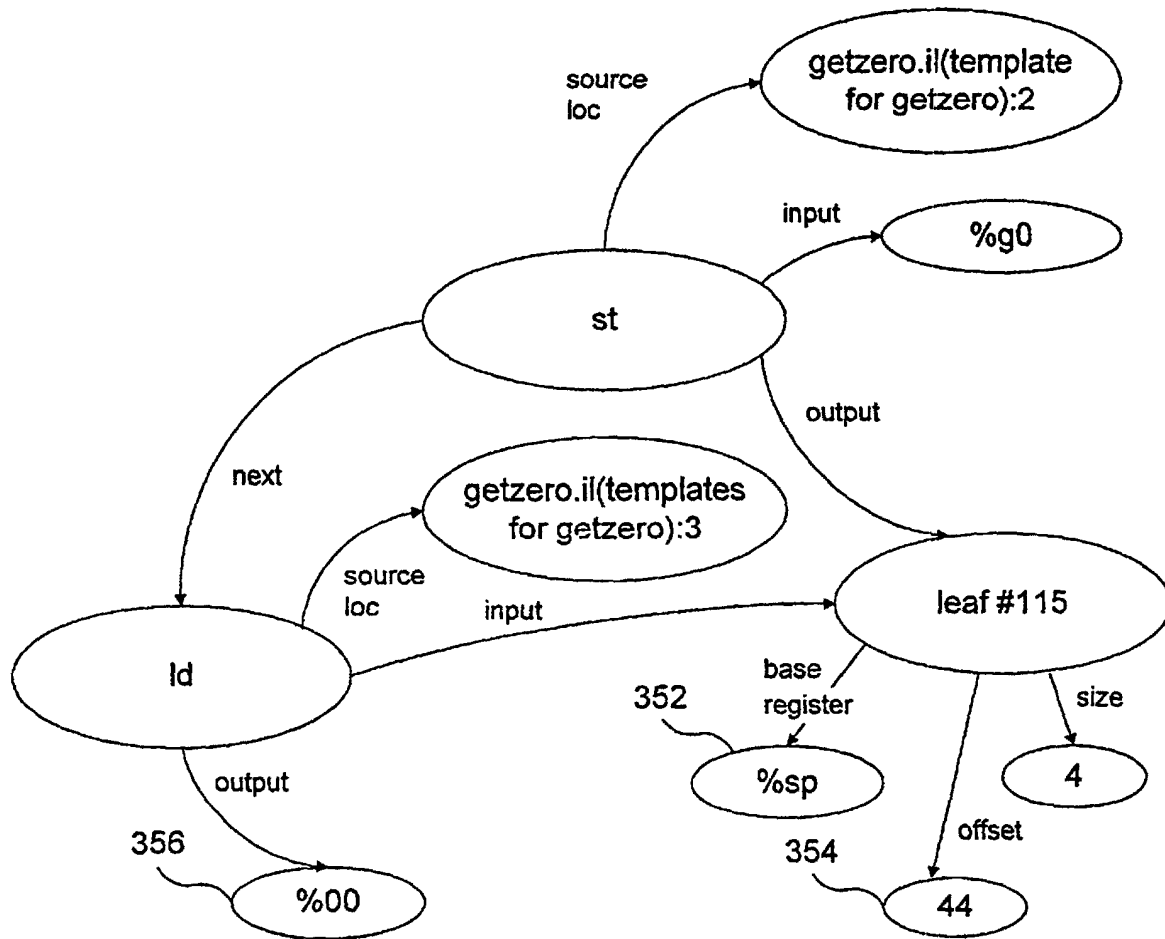 getzero.il(template
for getzero):2
source
loc
input
%g0
st
output
next
getzero.il(templates
for getzero):3
source
loc
input
leaf #115
ld
base
register
size
352
%sp
4
output
offset
356
354
%00
44